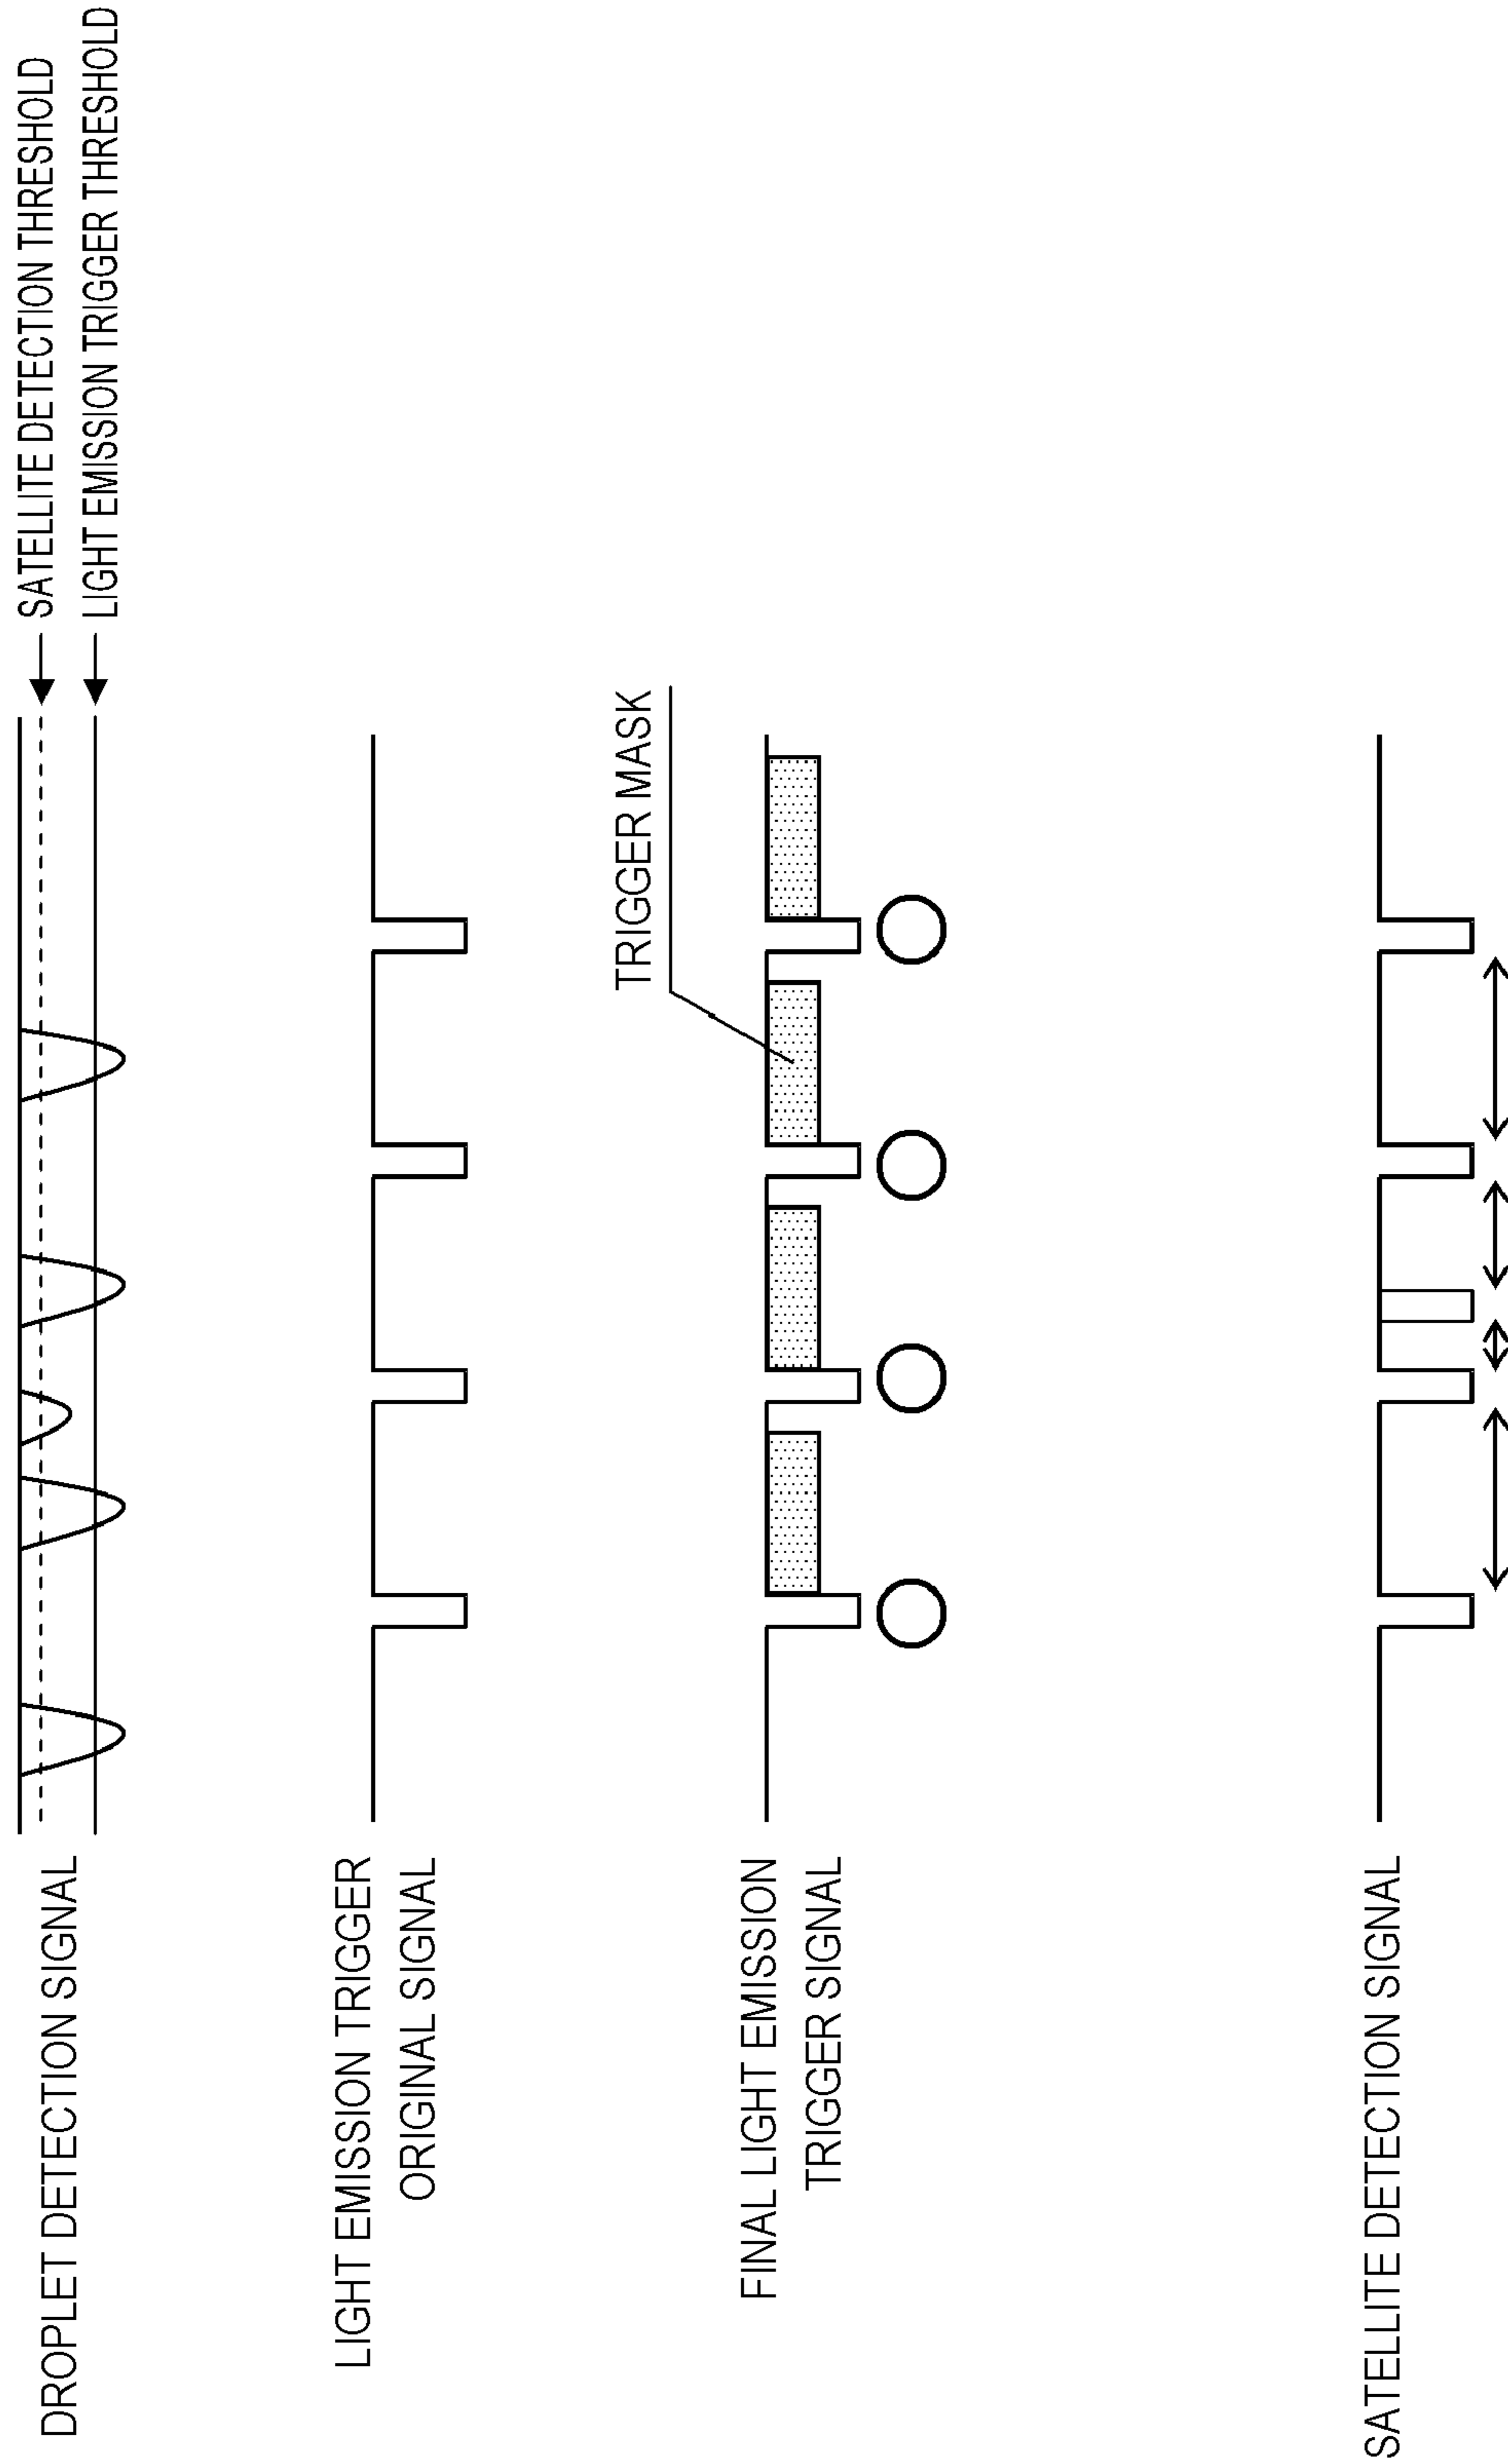 SATELLITE DETECTION THRESHOLD
LIGHT EMISSION TRIGGER THRESHOLD
DROPLET DETECTION SIGNAL
LIGHT EMISSION TRIGGER
ORIGINAL SIGNAL
TRIGGER MASK
FINAL LIGHT EMISSION
TRIGGER SIGNAL
SATELLITE DETECTION SIGNAL